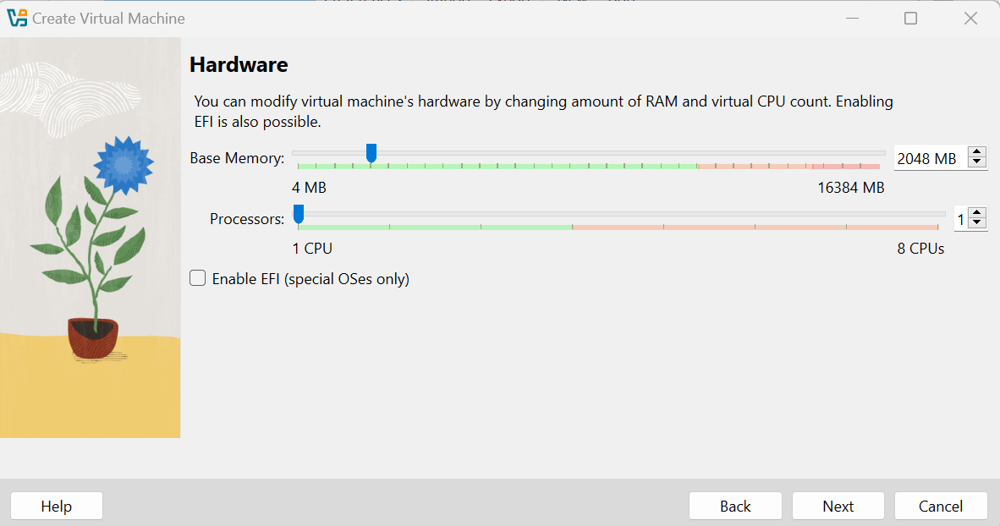 Create Virtual Machine
Hardware
You can modify virtual machine's hardware by changing amount of RAM and virtual CPU count. Enabling
EFI is also possible.
Base Memory:
2048 MB
4 MB
16384 MB
Processors:
1
1 CPU
8 CPUs
Enable EFI (special OSes only)
Help
Back
Next
Cancel